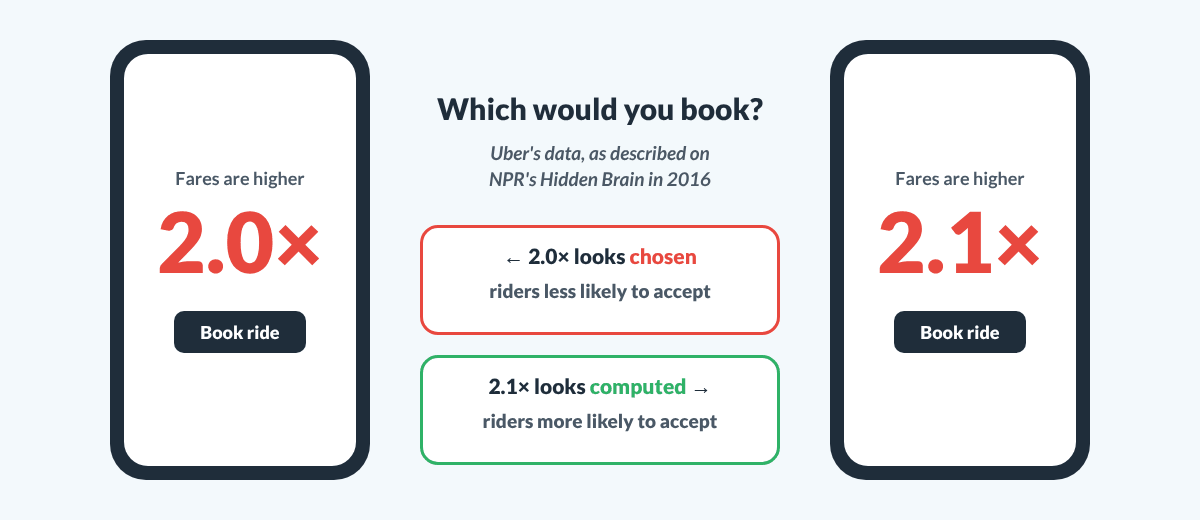 Fares are higher
2.0×
Book ride
Which would you book?
Uber's data, as described on
NPR's Hidden Brain in 2016
← 2.0× looks chosen
riders less likely to accept
2.1× looks computed →
riders more likely to accept
Fares are higher
2.1×
Book ride